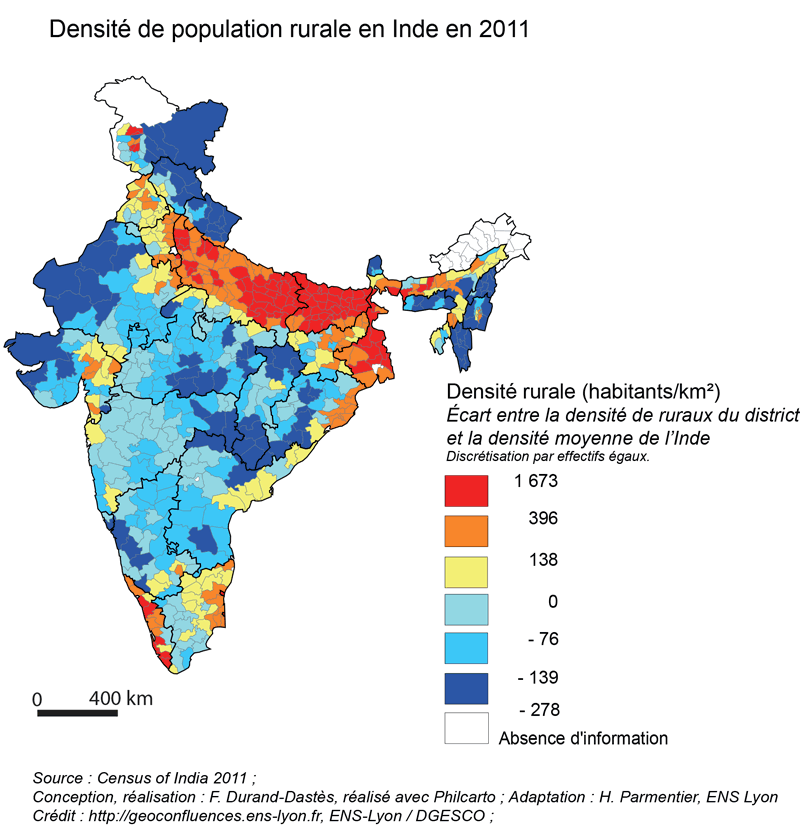 Densité de population rurale en Inde en 2011
Densité rurale (habitants/km²)
Écart entre la densité de ruraux du district
et la densité moyenne de l'Inde
Discrétisation par effectifs égaux.
1 673
396
138
0
- 76
- 139
- 278
Absence d'information
0 400 km
Source : Census of India 2011 ;
Conception, réalisation : F. Durand-Dastès, réalisé avec Philcarto ; Adaptation : H. Parmentier, ENS Lyon
Crédit : http://geoconfluences.ens-lyon.fr, ENS-Lyon / DGESCO ;